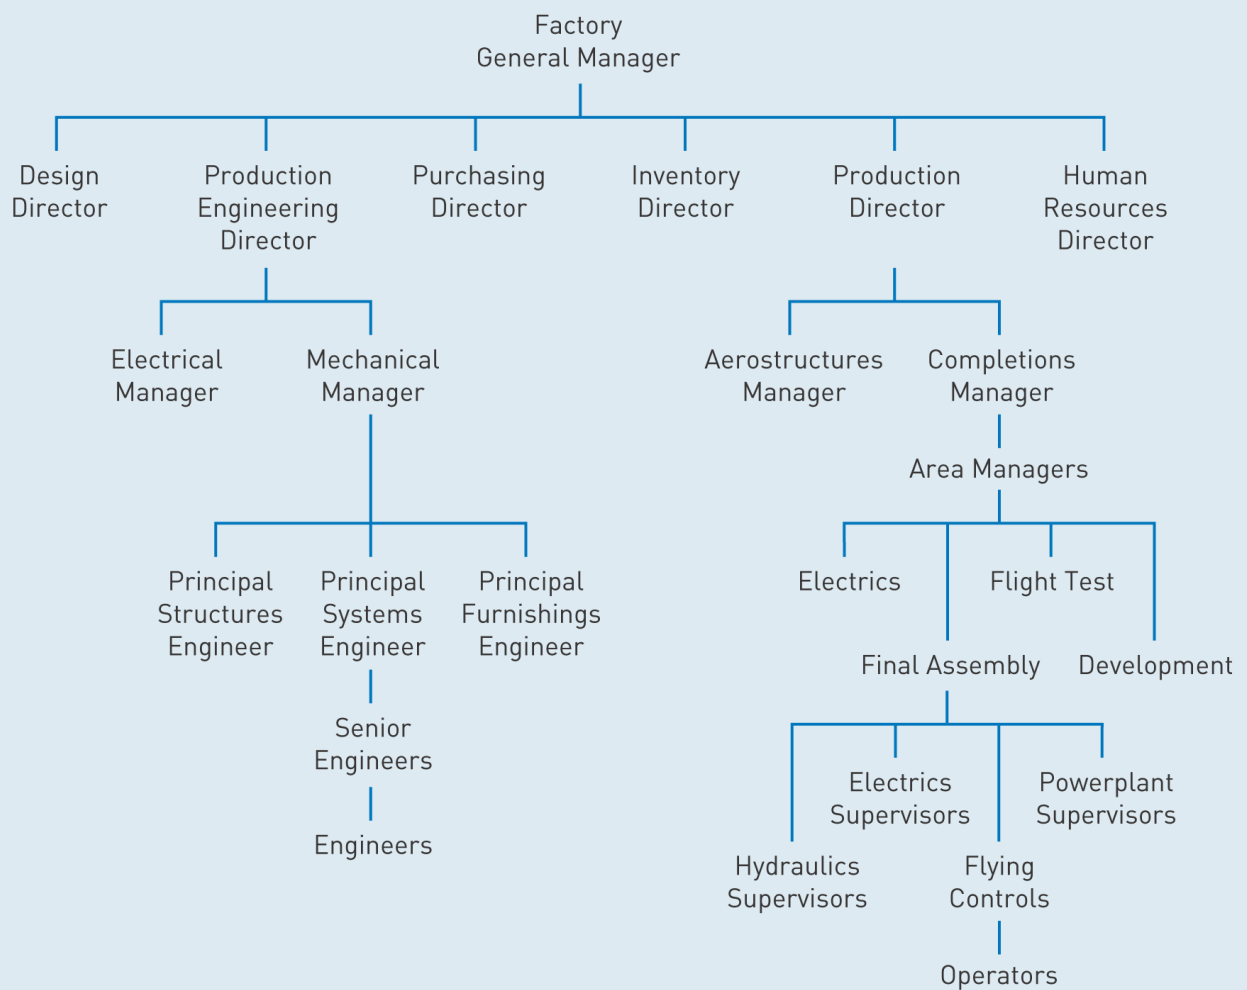 Factory
General Manager
Design
Director
Production
Engineering
Director
Purchasing
Director
Inventory
Director
Production
Director
Human
Resources
Director
Electrical
Manager
Mechanical
Manager
Aerostructures
Manager
Completions
Manager
Area Managers
Principal
Structures
Engineer
Principal
Systems
Engineer
Principal
Furnishings
Engineer
Electrics
Flight Test
Final Assembly
Development
Senior
Engineers
Engineers
Electrics
Supervisors
Powerplant
Supervisors
Hydraulics
Supervisors
Flying
Controls
Operators